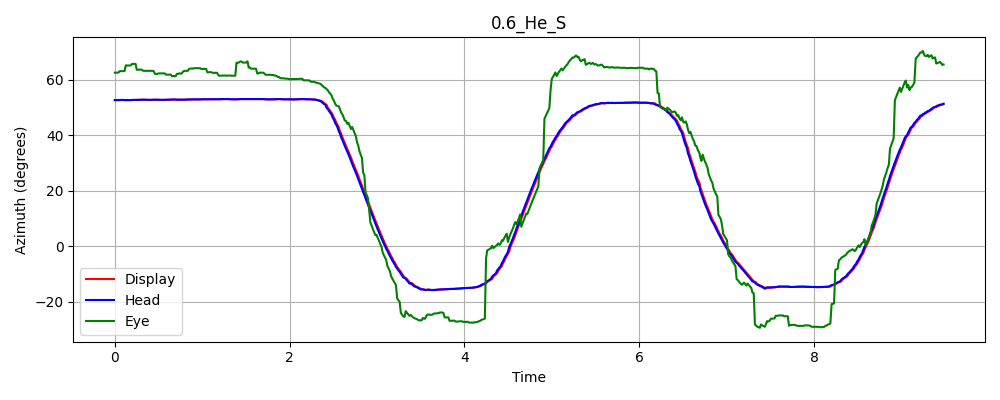 0.6_He_S
Azimuth (degrees)
60
40
20
0
−20
Display
Head
Eye
0 2 4 6 8
Time